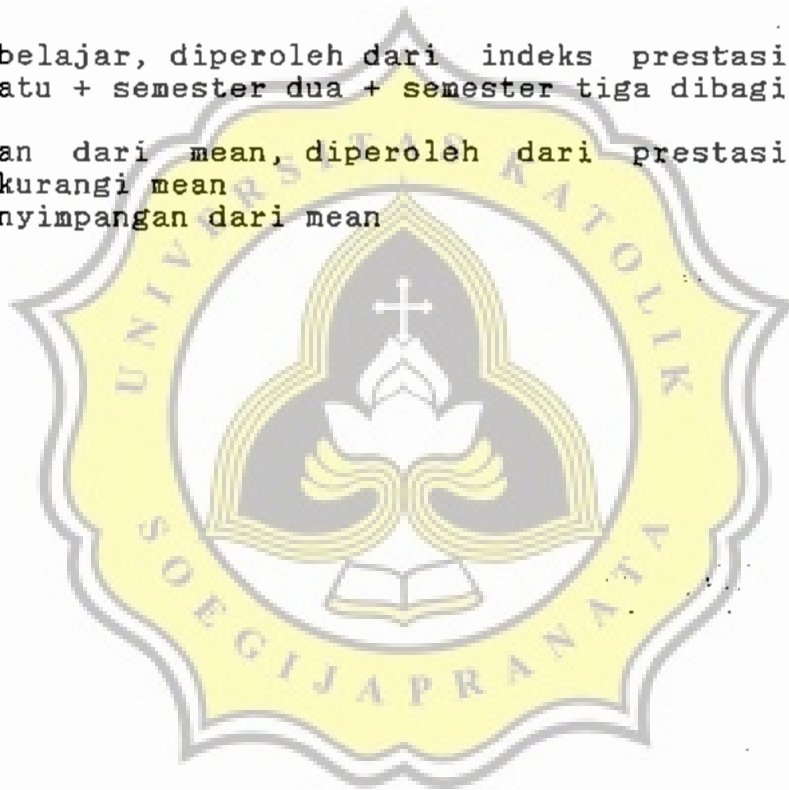 belajar, diperoleh dari indeks prestasi
atu + semester dua + semester tiga dibagi
an dari mean, diperoleh dari prestasi
kurangi mean
nyimpangan dari mean
UNIVERSITAS KATOLIK
SOEGIJAPRANATA